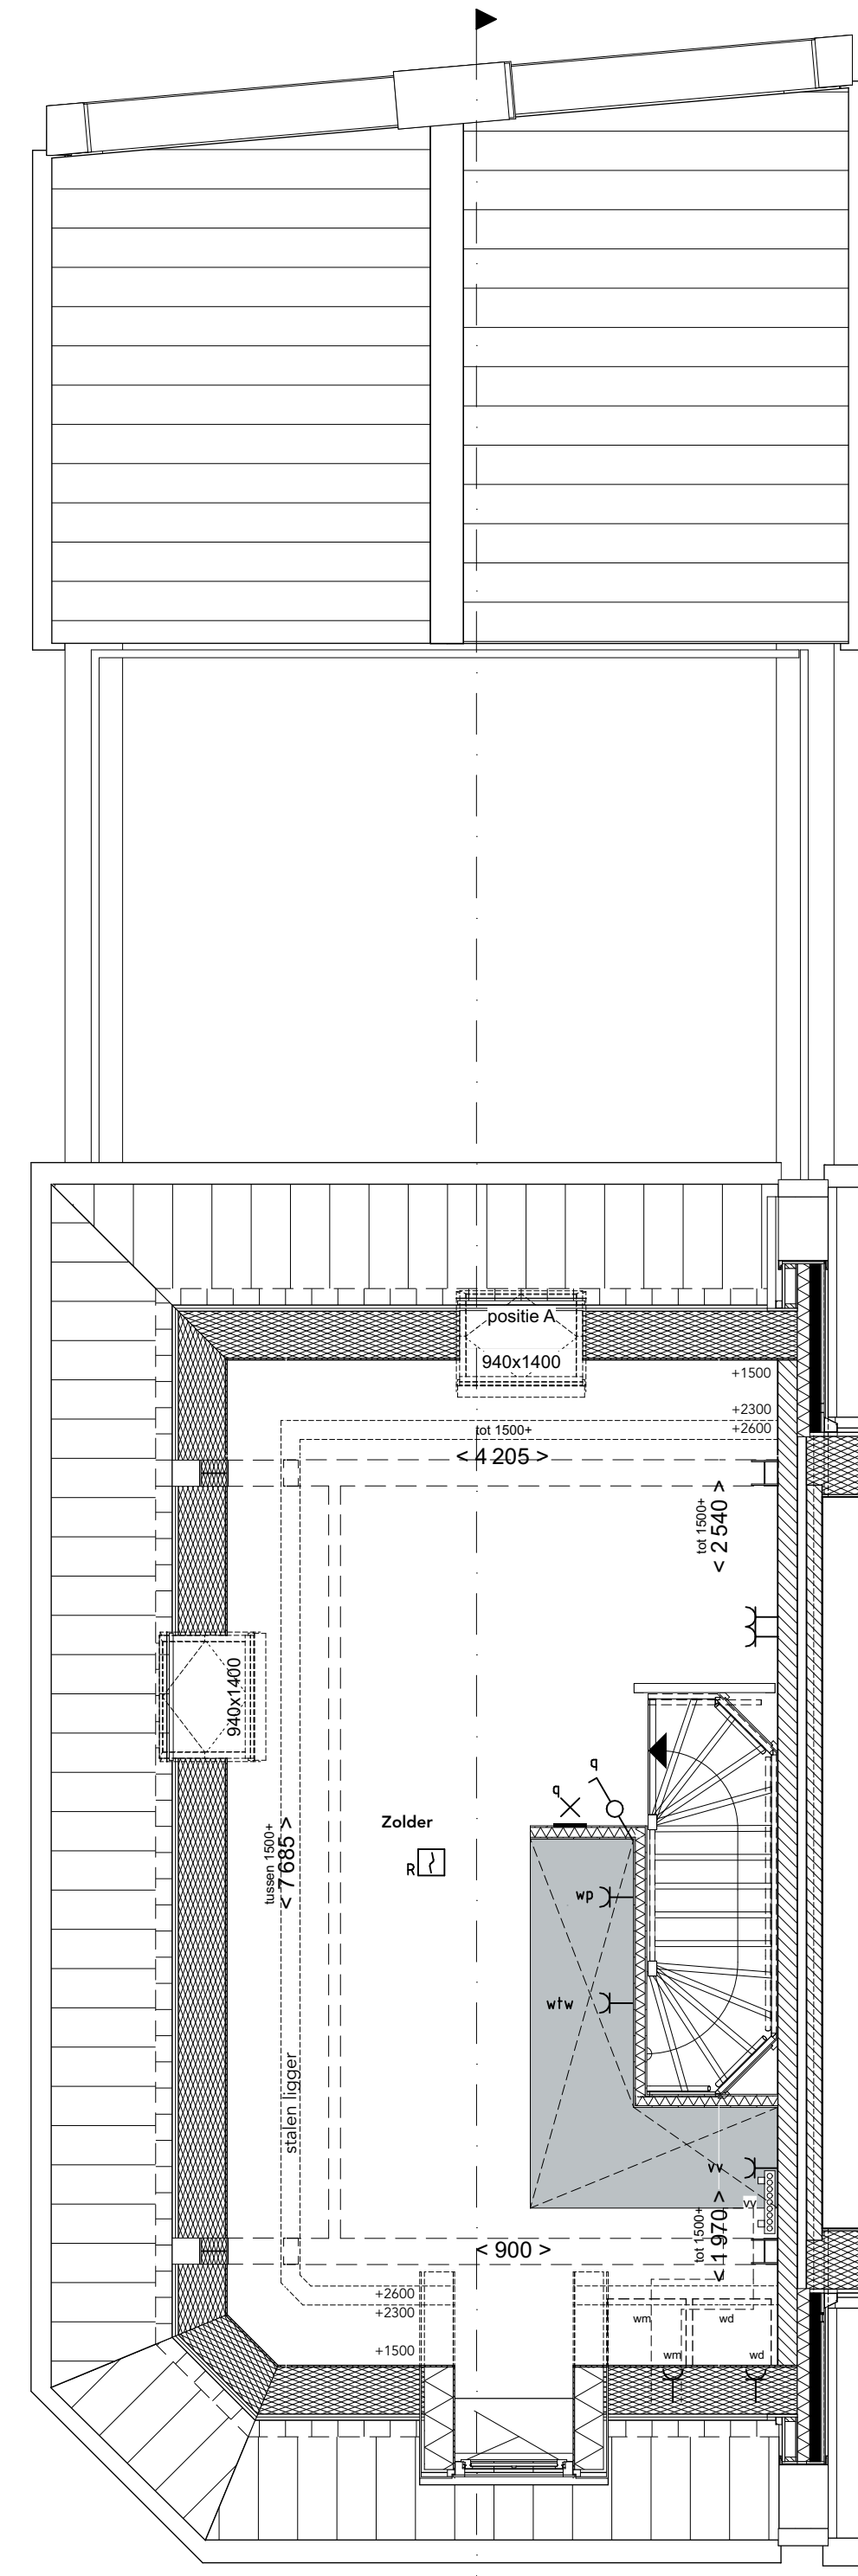 positie A
940x1400
+1500
+2300
+2600
tot 1500+
< 4 205 >
tot 1500+
< 2 540 >
940x1400
q
q
Zolder
R
tussen 1500+
< 7 685 >
wp
wtw
stalen ligger
vv
vv
tot 1500+
< 1 970 >
< 900 >
+2600
+2300
+1500
wm
wd
wm
wd